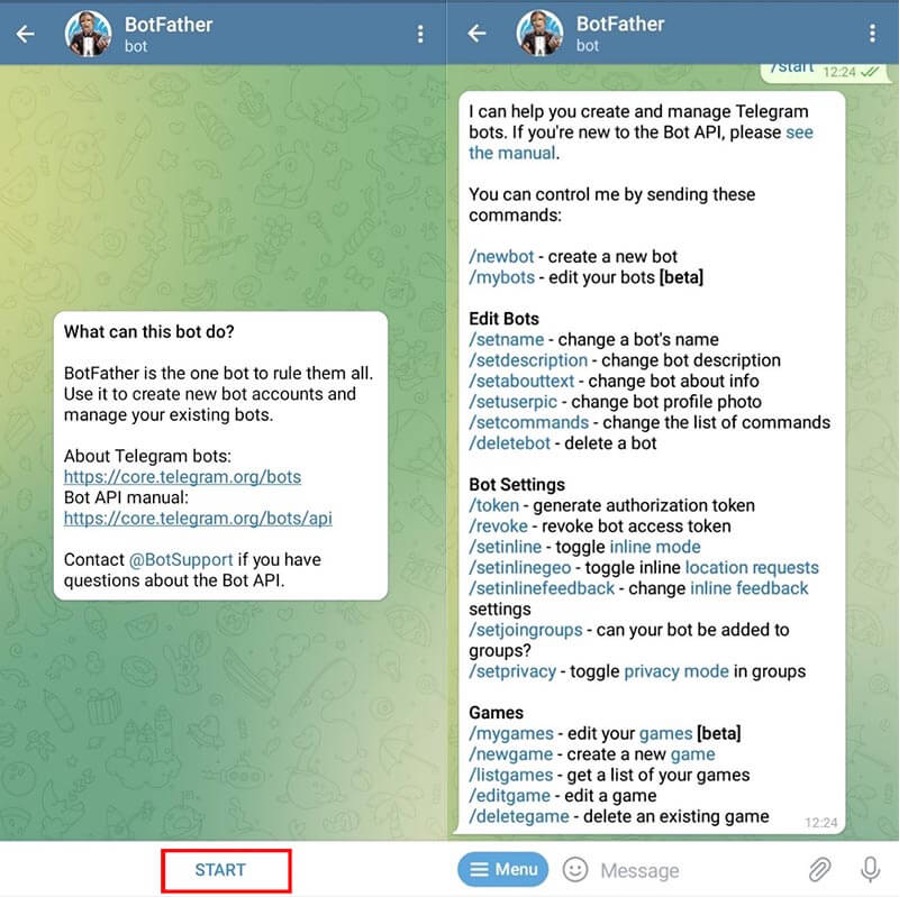 BotFather
bot
What can this bot do?
BotFather is the one bot to rule them all.
Use it to create new bot accounts and
manage your existing bots.
About Telegram bots:
https://core.telegram.org/bots
Bot API manual:
https://core.telegram.org/bots/api
Contact @BotSupport if you have
questions about the Bot API.
START
BotFather
bot
/start 12:24
I can help you create and manage Telegram
bots. If you're new to the Bot API, please see
the manual.
You can control me by sending these
commands:
/newbot - create a new bot
/mybots - edit your bots [beta]
Edit Bots
/setname - change a bot's name
/setdescription - change bot description
/setabouttext - change bot about info
/setuserpic - change bot profile photo
/setcommands - change the list of commands
/deletebot - delete a bot
Bot Settings
/token - generate authorization token
/revoke - revoke bot access token
/setinline - toggle inline mode
/setinlinegeo - toggle inline location requests
/setinlinefeedback - change inline feedback
settings
/setjoingroups - can your bot be added to
groups?
/setprivacy - toggle privacy mode in groups
Games
/mygames - edit your games [beta]
/newgame - create a new game
/listgames - get a list of your games
/editgame - edit a game
/deletegame - delete an existing game
12:24
Menu
Message